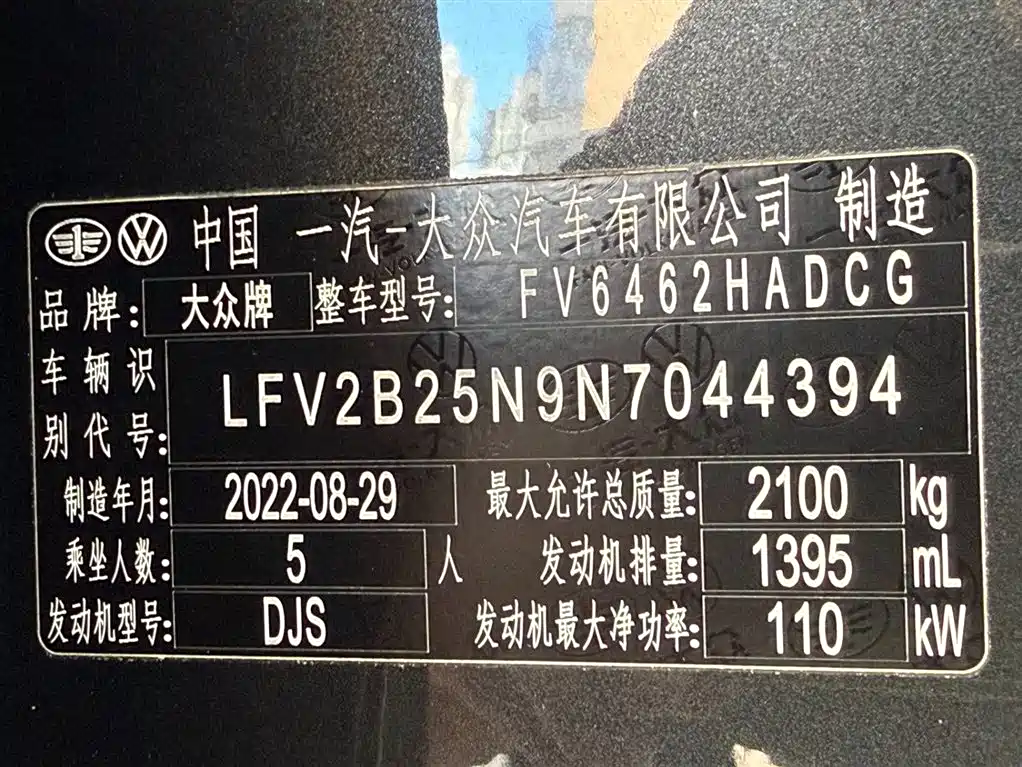 中国 一汽-大众汽车有限公司 制造
品牌: 大众牌 整车型号: FV6462HADCG
车辆识别代号: LFV2B25N9N7044394
制造年月: 2022-08-29 最大允许总质量: 2100 kg
乘坐人数: 5 人 发动机排量: 1395 mL
发动机型号: DJS 发动机最大净功率: 110 kW